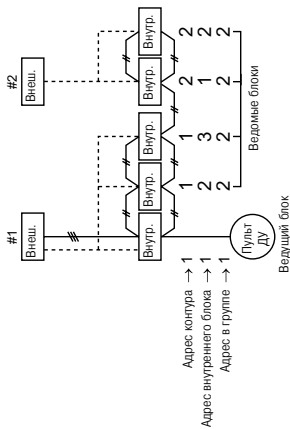 #1 #2
Внеш. Внеш.
Внутр. Внутр. Внутр. Внутр. Внутр.
Адрес контура → 1 1 1 2 2
Адрес внутреннего блока → 1 2 3 1 2
Адрес в группе → 1 2 2 2 2
Ведомые блоки
Пульт
ДУ
Ведущий блок